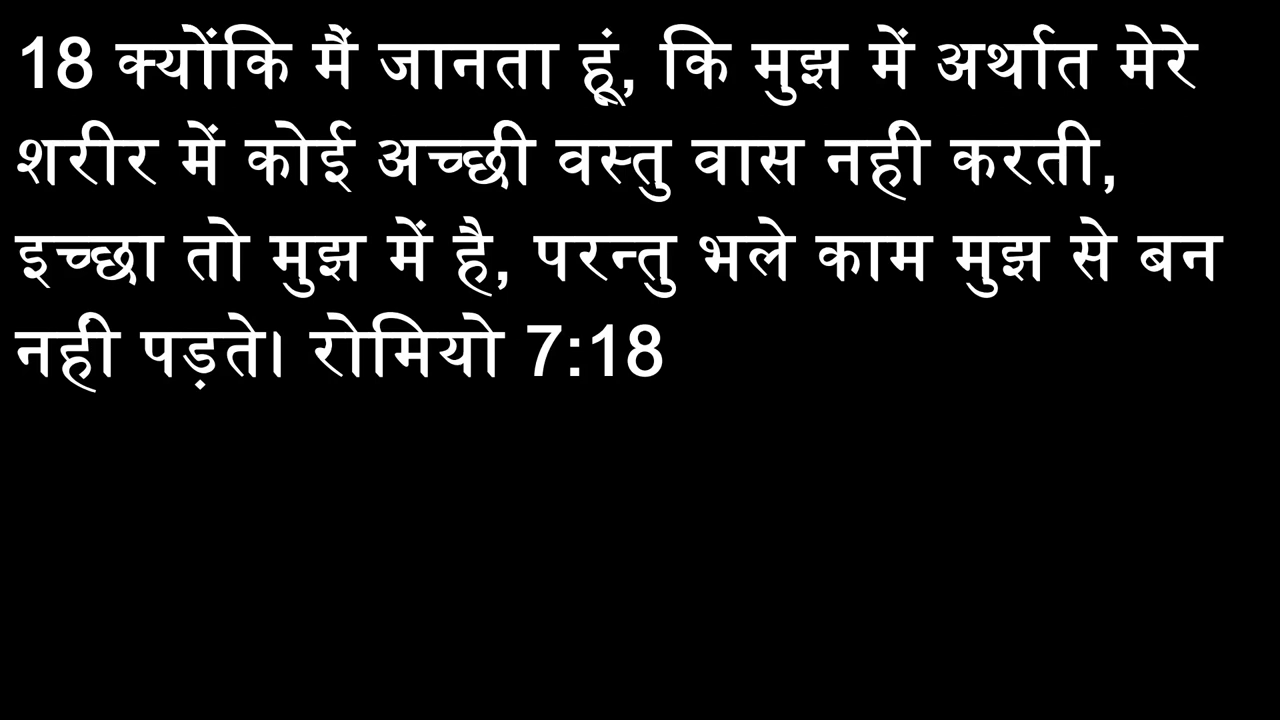 18 क्योंकि मैं जानता हूं, कि मुझ में अर्थात मेरे
शरीर में कोई अच्छी वस्तु वास नहीं करती,
इच्छा तो मुझ में है, परन्तु भले काम मुझ से बन
नहीं पड़ते। रोमियो 7:18